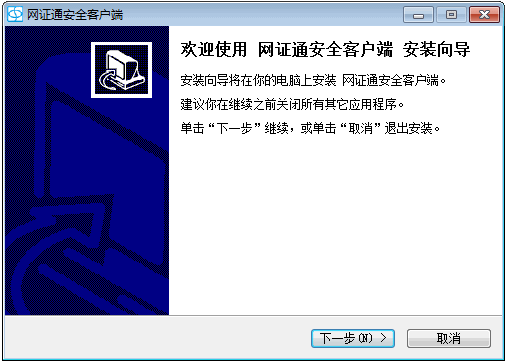 网证通安全客户端
欢迎使用 网证通安全客户端 安装向导
安装向导将在你的电脑上安装 网证通安全客户端。
建议你在继续之前关闭所有其它应用程序。
单击“下一步”继续，或单击“取消”退出安装。
下一步(N) >
取消